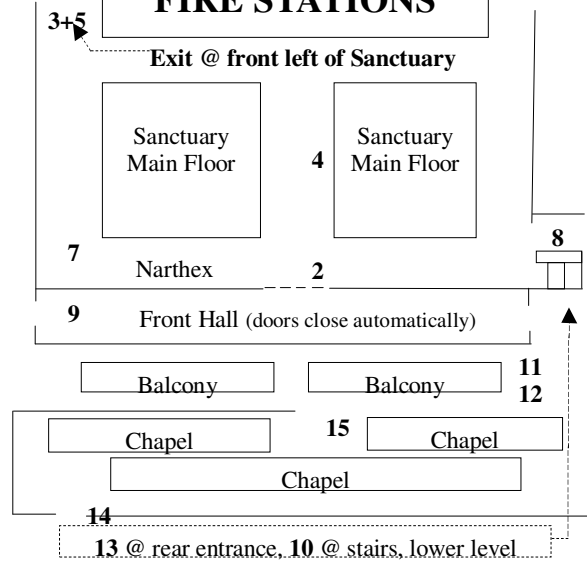 FIRE STATIONS
3+5
Exit @ front left of Sanctuary
Sanctuary
Main Floor
4
Sanctuary
Main Floor
7
Narthex
2
8
9
Front Hall (doors close automatically)
Balcony
Balcony
11
12
Chapel
15
Chapel
Chapel
14
13 @ rear entrance, 10 @ stairs, lower level